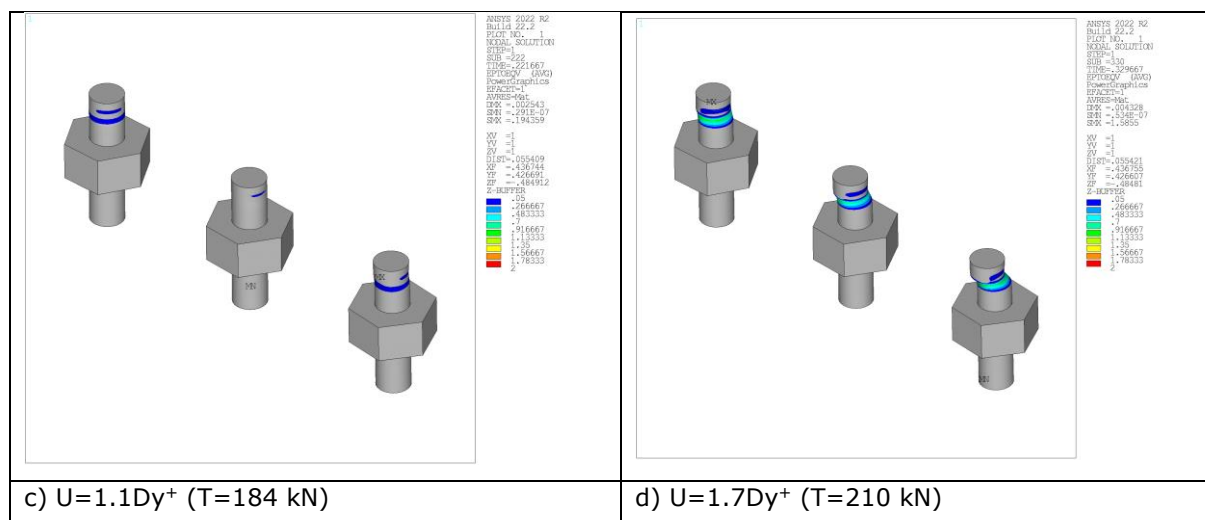 1
ANSYS 2022 R2
Build 22.2
PLOT NO. 1
NODAL SOLUTION
STEP=1
SUB =222
TIME=.221667
EPTOEQV (AVG)
PowerGraphics
EFACET=1
AVRES=Mat
DMX =.002543
SMN =.291E-07
SMX =.194359
XV =1
YV =1
ZV =1
DIST=.055409
XF =.436744
YF =.426691
ZF =-.484912
Z-BUFFER
.05
.266667
.483333
.7
.916667
1.13333
1.35
1.56667
1.78333
2
MX
MN
c) U=1.1Dy⁺ (T=184 kN)
1
ANSYS 2022 R2
Build 22.2
PLOT NO. 1
NODAL SOLUTION
STEP=1
SUB =330
TIME=.329667
EPTOEQV (AVG)
PowerGraphics
EFACET=1
AVRES=Mat
DMX =.004328
SMN =.534E-07
SMX =1.5855
XV =1
YV =1
ZV =1
DIST=.055421
XF =.436755
YF =.426607
ZF =-.48481
Z-BUFFER
.05
.266667
.483333
.7
.916667
1.13333
1.35
1.56667
1.78333
2
MX
MN
d) U=1.7Dy⁺ (T=210 kN)